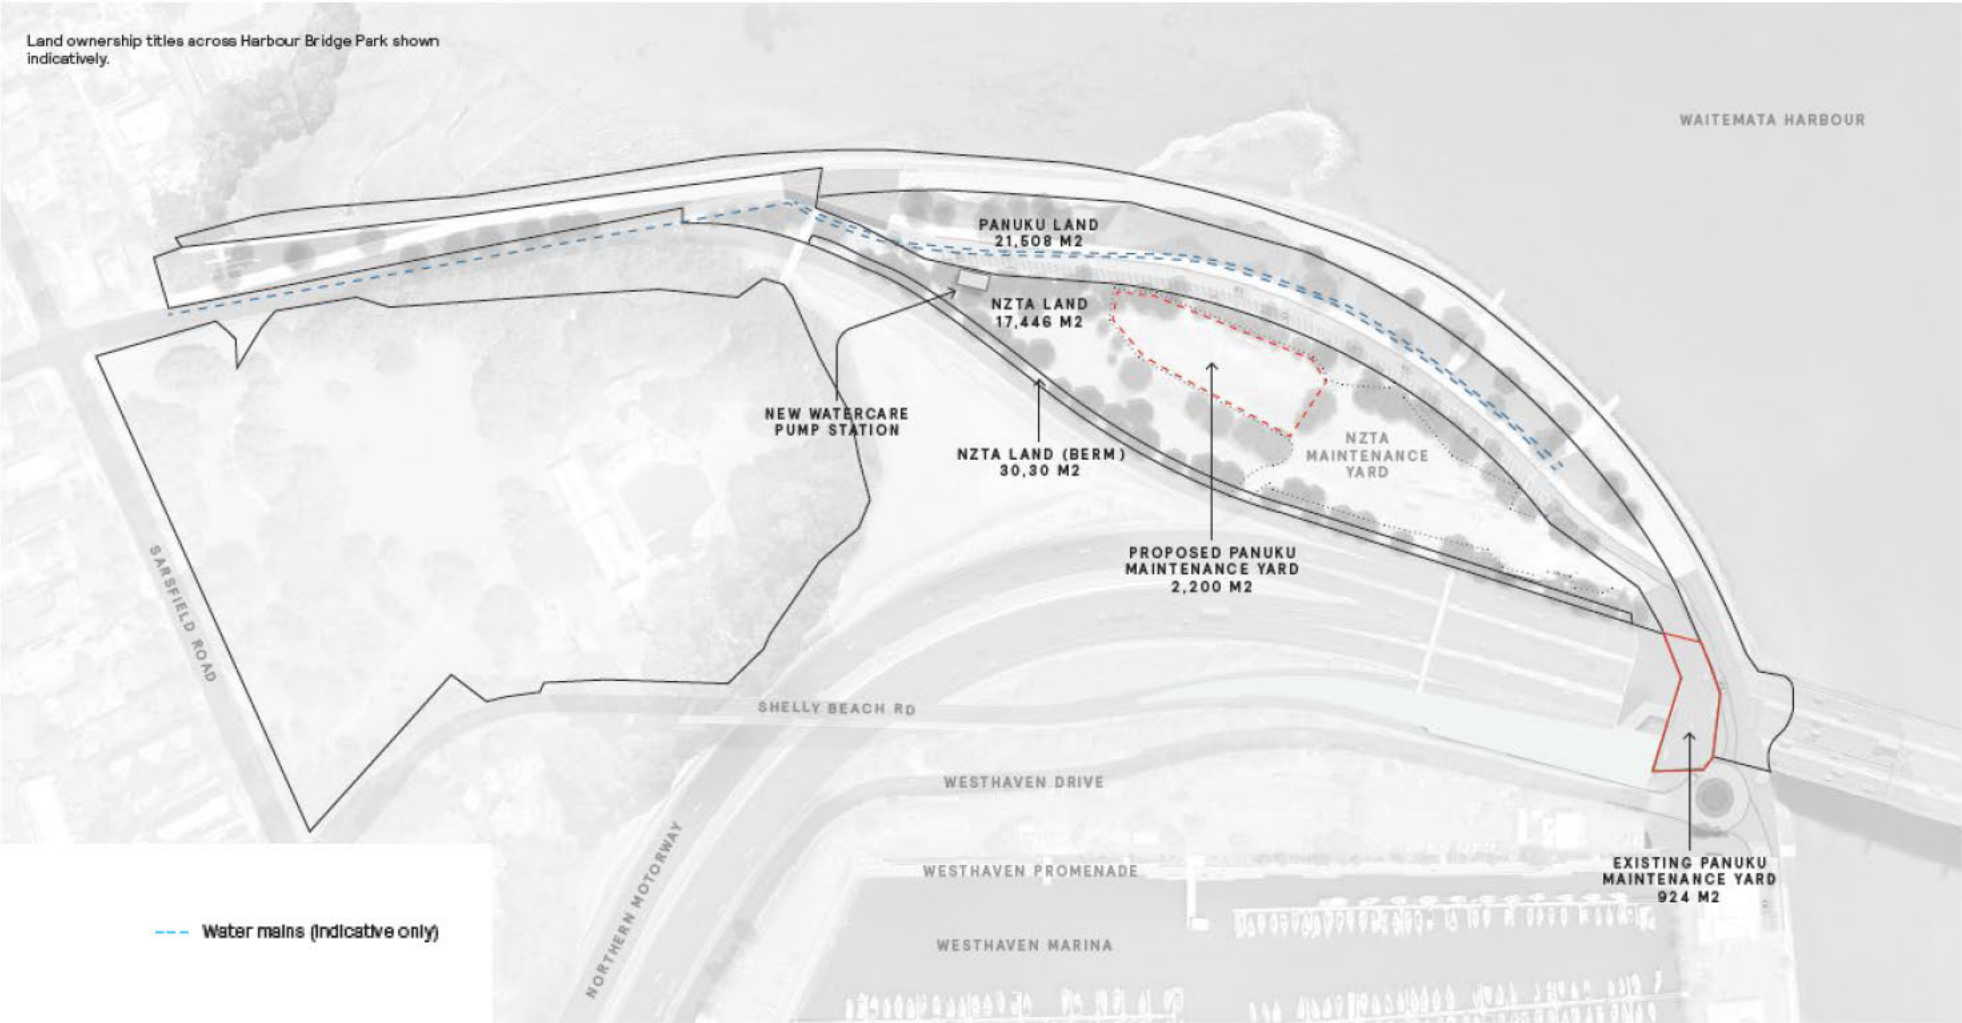 Land ownership titles across Harbour Bridge Park shown
indicatively.
WAITEMATA HARBOUR
PANUKU LAND
21,508 M2
NZTA LAND
17,446 M2
NEW WATERCARE
PUMP STATION
NZTA LAND (BERM)
30,30 M2
NZTA
MAINTENANCE
YARD
PROPOSED PANUKU
MAINTENANCE YARD
2,200 M2
SARSFIELD ROAD
SHELLY BEACH RD
WESTHAVEN DRIVE
NORTHERN MOTORWAY
WESTHAVEN PROMENADE
EXISTING PANUKU
MAINTENANCE YARD
924 M2
Water mains (indicative only)
WESTHAVEN MARINA